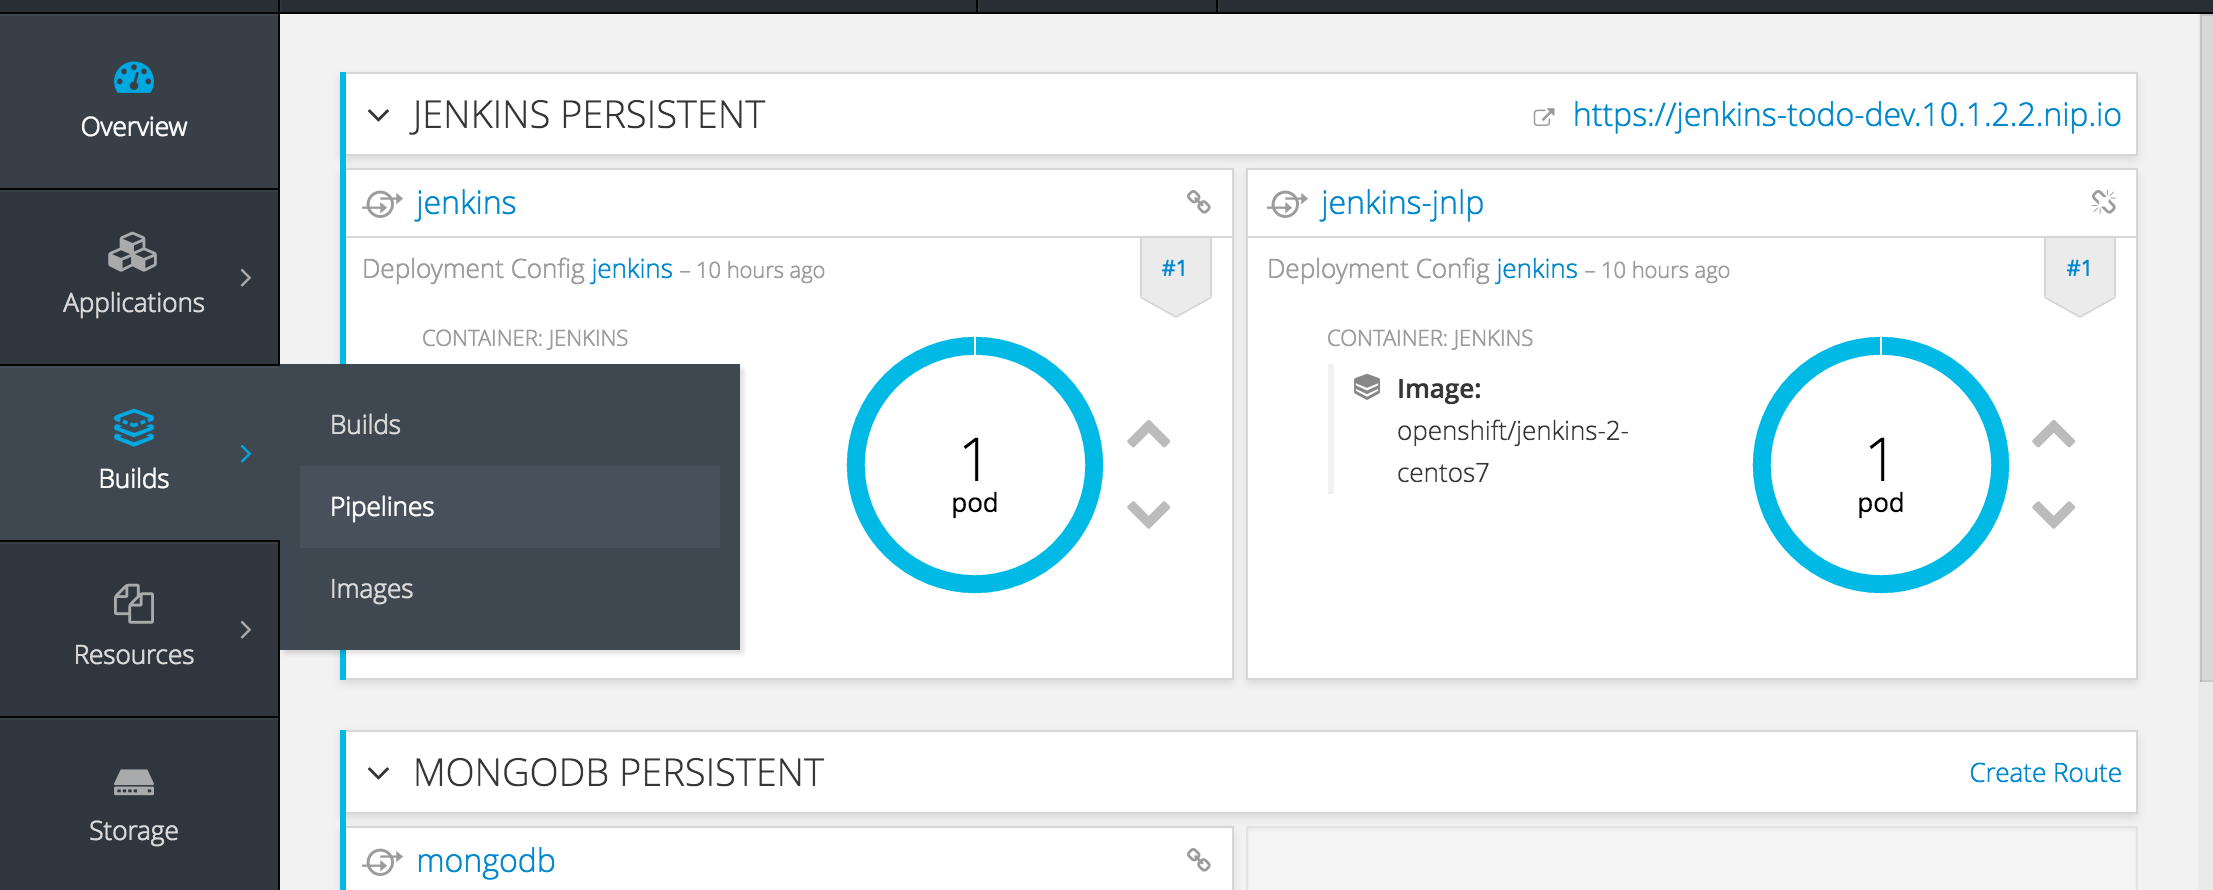 Overview
Applications
Builds
Resources
Storage
Builds
Pipelines
Images
JENKINS PERSISTENT
https://jenkins-todo-dev.10.1.2.2.nip.io
jenkins
Deployment Config jenkins – 10 hours ago
#1
CONTAINER: JENKINS
1
pod
jenkins-jnlp
Deployment Config jenkins – 10 hours ago
#1
CONTAINER: JENKINS
Image:
openshift/jenkins-2-
centos7
1
pod
MONGODB PERSISTENT
Create Route
mongodb